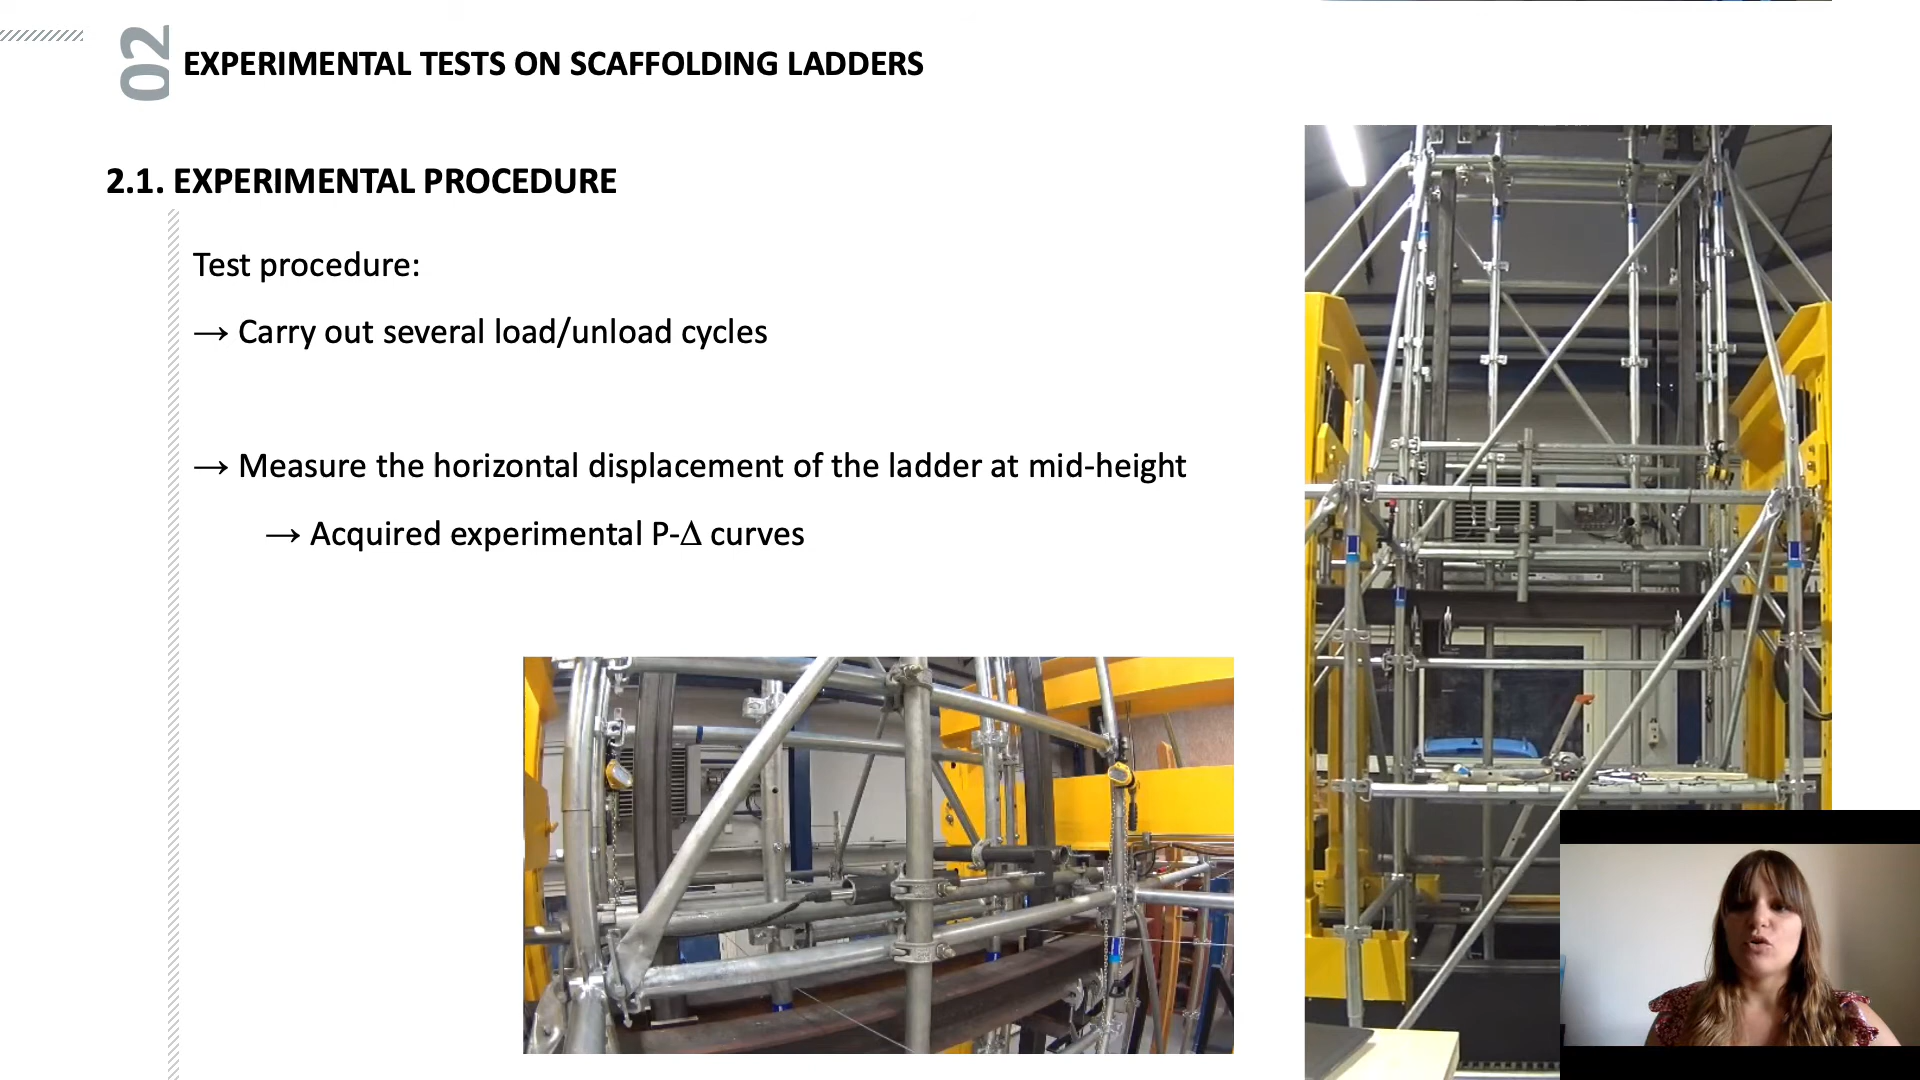 02
EXPERIMENTAL TESTS ON SCAFFOLDING LADDERS
2.1. EXPERIMENTAL PROCEDURE
Test procedure:
→ Carry out several load/unload cycles
→ Measure the horizontal displacement of the ladder at mid-height
→ Acquired experimental P-Δ curves